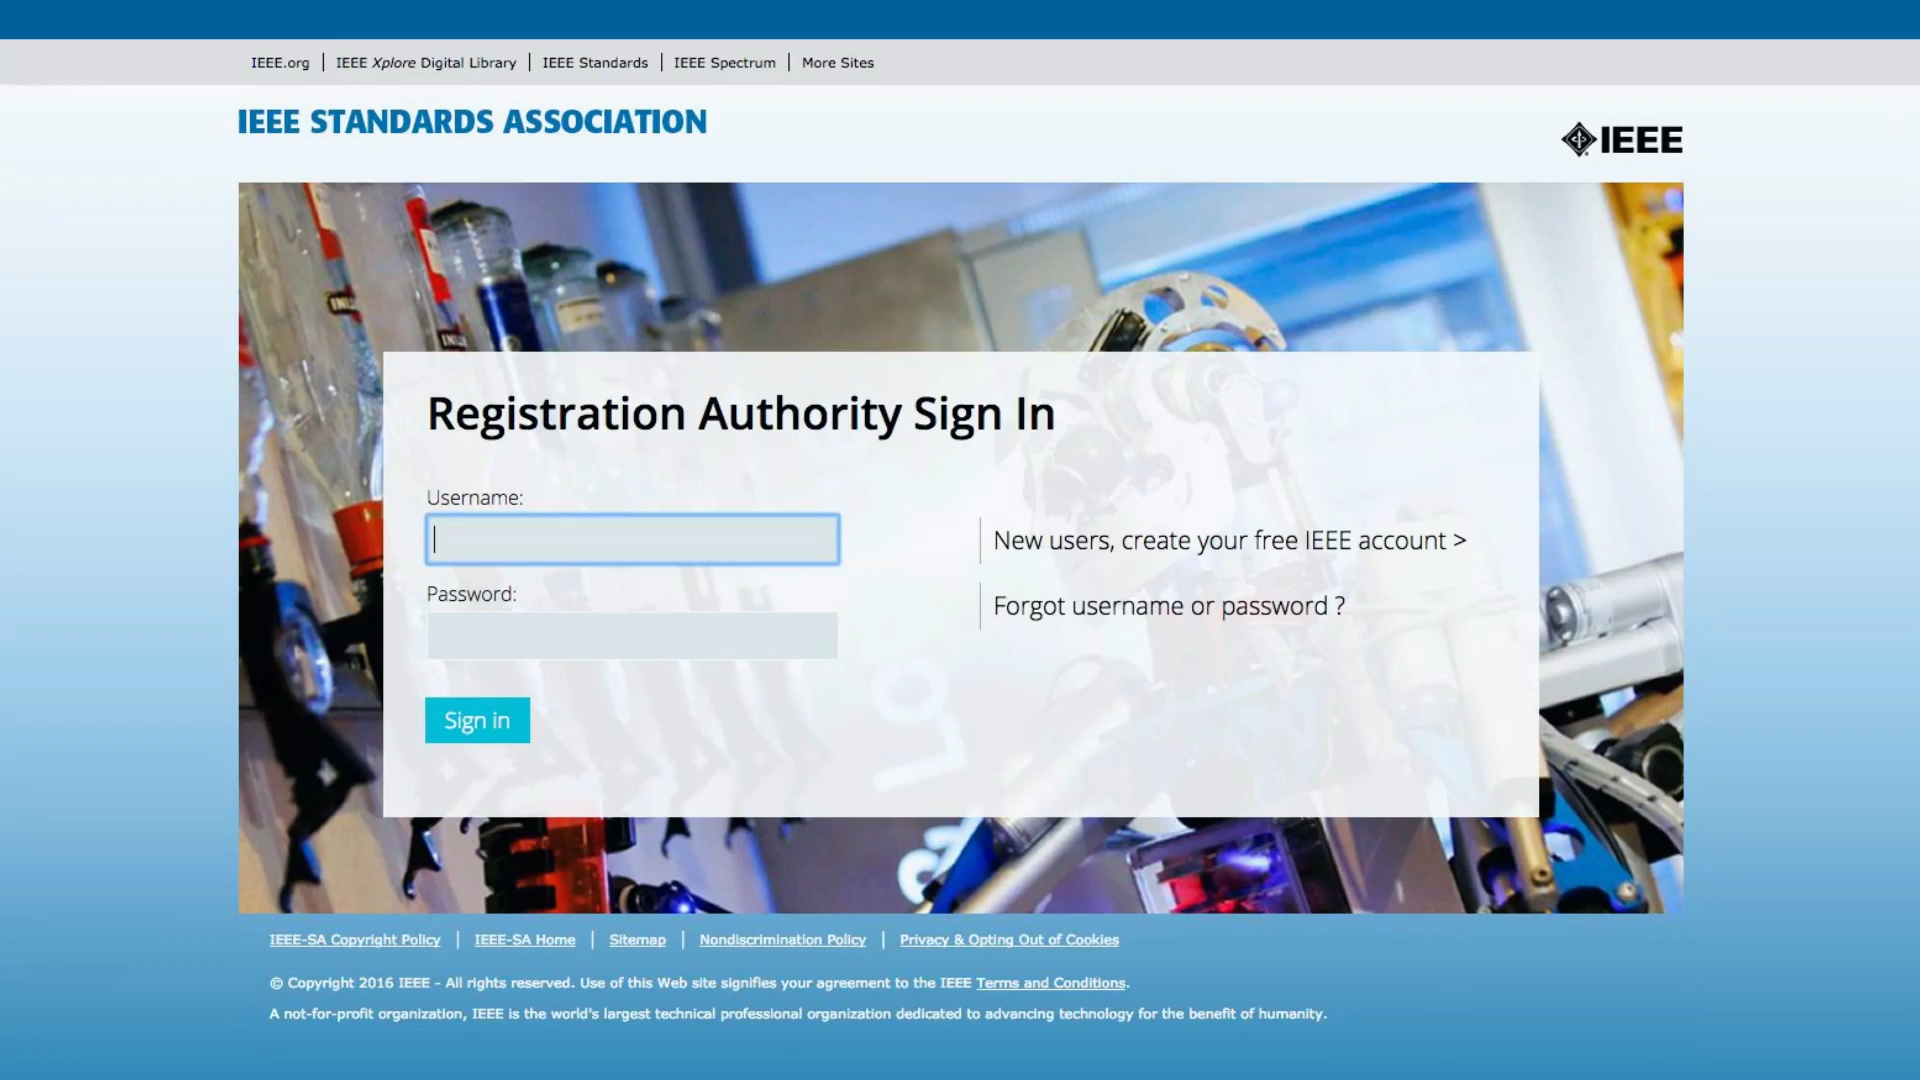 IEEE.org | IEEE Xplore Digital Library | IEEE Standards | IEEE Spectrum | More Sites
IEEE STANDARDS ASSOCIATION
IEEE
Registration Authority Sign In
Username:
New users, create your free IEEE account >
Password:
Forgot username or password ?
Sign in
IEEE-SA Copyright Policy | IEEE-SA Home | Sitemap | Nondiscrimination Policy | Privacy & Opting Out of Cookies
© Copyright 2016 IEEE - All rights reserved. Use of this Web site signifies your agreement to the IEEE Terms and Conditions.
A not-for-profit organization, IEEE is the world's largest technical professional organization dedicated to advancing technology for the benefit of humanity.